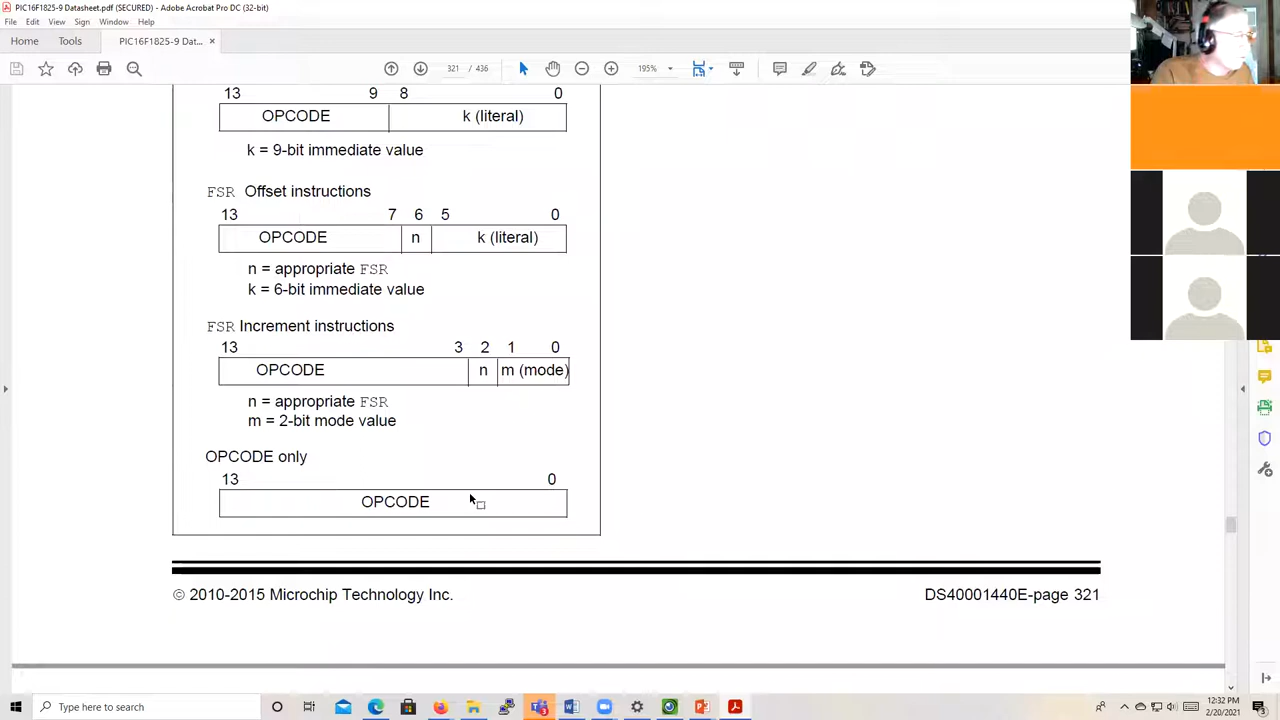 PIC16F1825-9 Datasheet.pdf (SECURED) - Adobe Acrobat Pro DC (32-bit)
File Edit View Sign Window Help
Home Tools PIC16F1825-9 Dat... ×
321 / 436 195%
13 9 8 0
OPCODE k (literal)
k = 9-bit immediate value
FSR Offset instructions
13 7 6 5 0
OPCODE n k (literal)
n = appropriate FSR
k = 6-bit immediate value
FSR Increment instructions
13 3 2 1 0
OPCODE n m (mode)
n = appropriate FSR
m = 2-bit mode value
OPCODE only
13 0
OPCODE
© 2010-2015 Microchip Technology Inc. DS40001440E-page 321
Type here to search
12:32 PM
2/20/2021